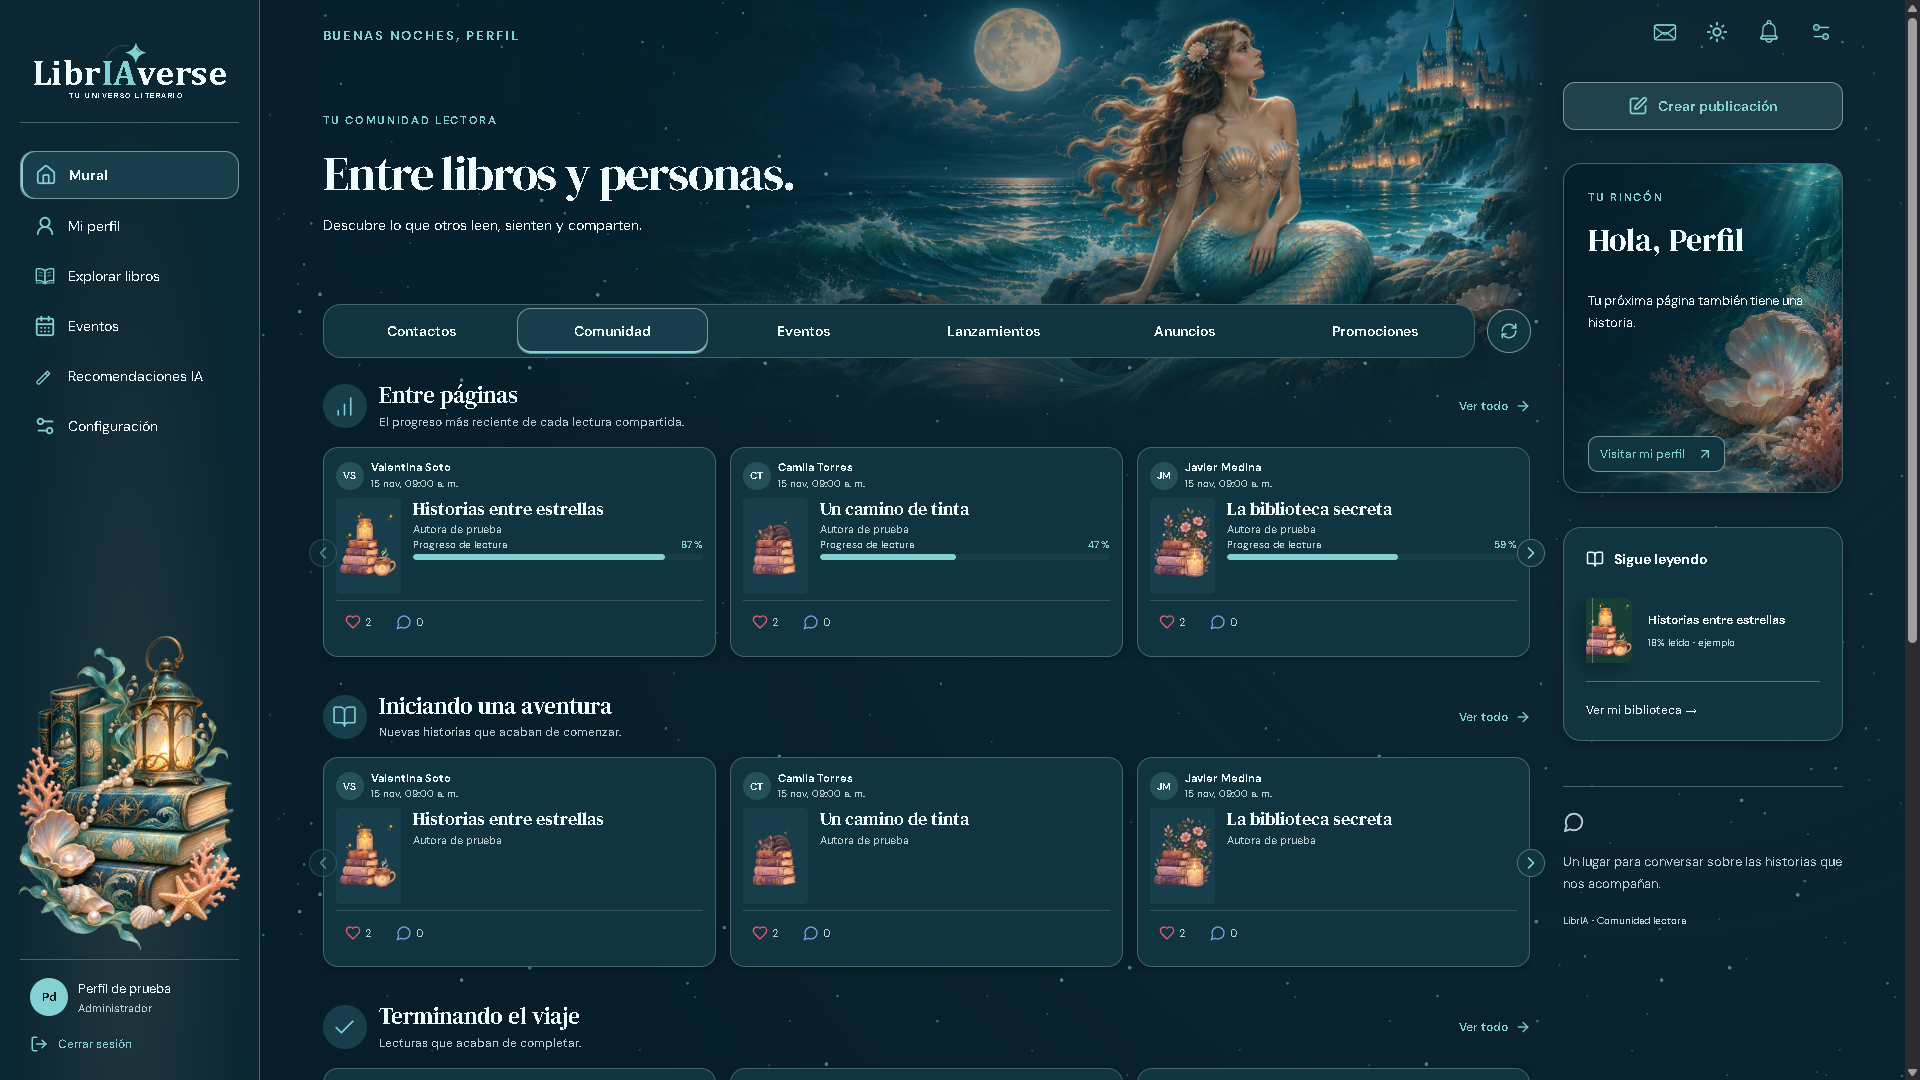 LibrIAverse
TU UNIVERSO LITERARIO
Mural
Mi perfil
Explorar libros
Eventos
Recomendaciones IA
Configuración
Perfil de prueba
Pd
Administrador
Cerrar sesión
BUENAS NOCHES, PERFIL
TU COMUNIDAD LECTORA
Entre libros y personas.
Descubre lo que otros leen, sienten y comparten.
Contactos
Comunidad
Eventos
Lanzamientos
Anuncios
Promociones
Entre páginas
El progreso más reciente de cada lectura compartida.
Ver todo
VS
Valentina Soto
15 nov, 09:00 a. m.
Historias entre estrellas
Autora de prueba
Progreso de lectura 87%
2 0
CT
Camila Torres
15 nov, 09:00 a. m.
Un camino de tinta
Autora de prueba
Progreso de lectura 47%
2 0
JM
Javier Medina
15 nov, 09:00 a. m.
La biblioteca secreta
Autora de prueba
Progreso de lectura 59%
2 0
Iniciando una aventura
Nuevas historias que acaban de comenzar.
Ver todo
VS
Valentina Soto
15 nov, 09:00 a. m.
Historias entre estrellas
Autora de prueba
2 0
CT
Camila Torres
15 nov, 09:00 a. m.
Un camino de tinta
Autora de prueba
2 0
JM
Javier Medina
15 nov, 09:00 a. m.
La biblioteca secreta
Autora de prueba
2 0
Terminando el viaje
Lecturas que acaban de completar.
Ver todo
Crear publicación
TU RINCÓN
Hola, Perfil
Tu próxima página también tiene una
historia.
Visitar mi perfil
Sigue leyendo
Historias entre estrellas
18% leído · ejemplo
Ver mi biblioteca →
Un lugar para conversar sobre las historias que
nos acompañan.
LibrIA · Comunidad lectora